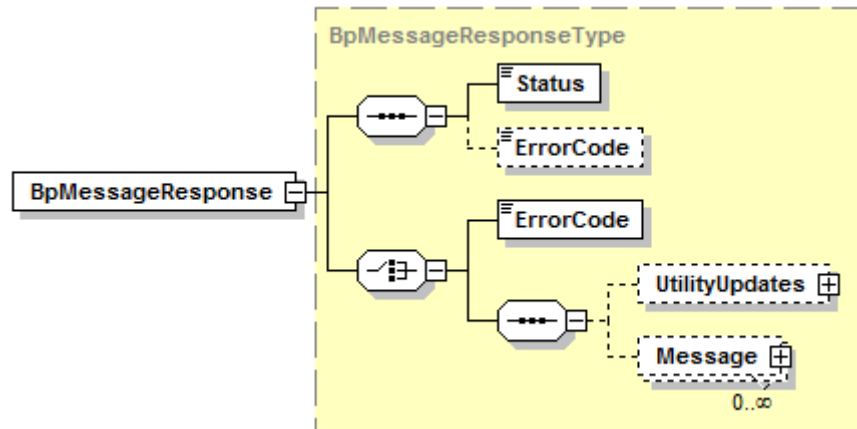 BpMessageResponseType
Status
ErrorCode
BpMessageResponse
ErrorCode
UtilityUpdates
Message
0..∞